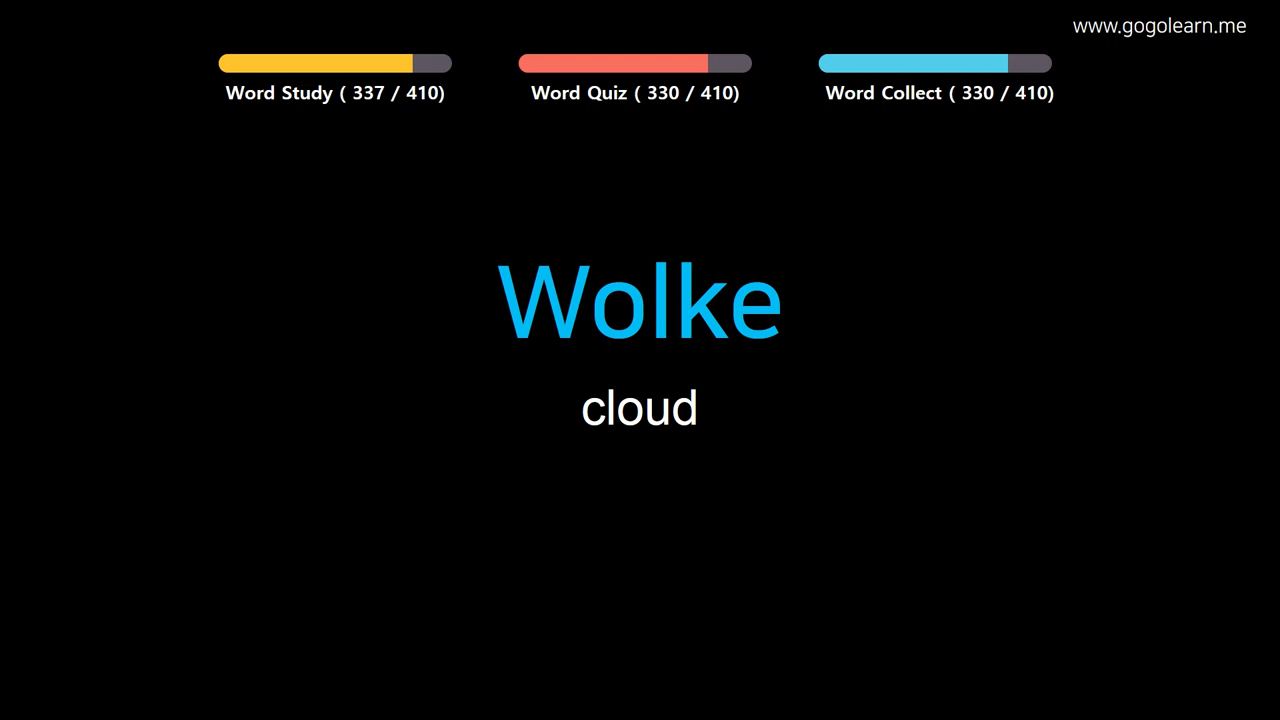 www.gogolearn.me
Word Study ( 337 / 410)
Word Quiz ( 330 / 410)
Word Collect ( 330 / 410)
Wolke
cloud